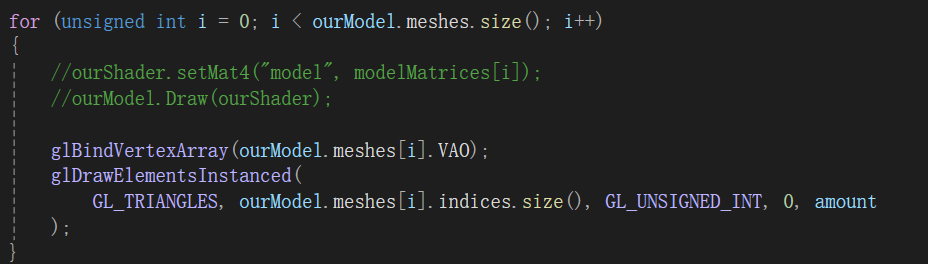 for (unsigned int i = 0; i < ourModel.meshes.size(); i++)
{
//ourShader.setMat4("model", modelMatrices[i]);
//ourModel.Draw(ourShader);
glBindVertexArray(ourModel.meshes[i].VAO);
glDrawElementsInstanced(
GL_TRIANGLES, ourModel.meshes[i].indices.size(), GL_UNSIGNED_INT, 0, amount
);
}